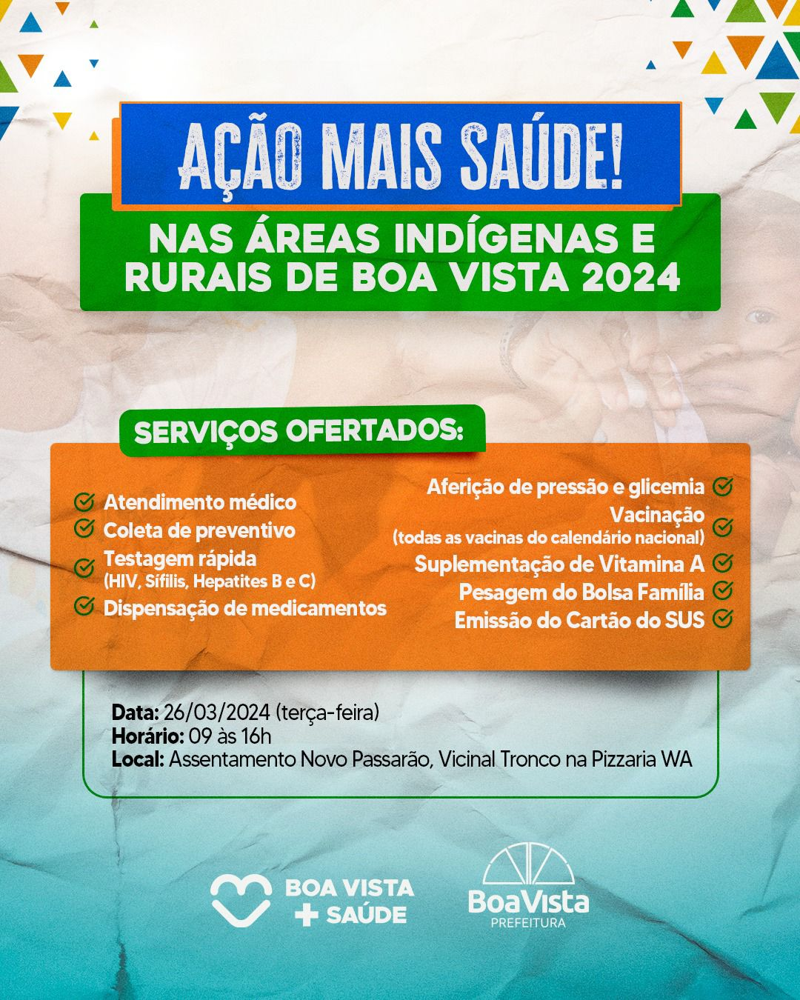 AÇÃO MAIS SAÚDE!
NAS ÁREAS INDÍGENAS E
RURAIS DE BOA VISTA 2024
SERVIÇOS OFERTADOS:
Atendimento médico
Coleta de preventivo
Testagem rápida
(HIV, Sífilis, Hepatites B e C)
Dispensação de medicamentos
Aferição de pressão e glicemia
Vacinação
(todas as vacinas do calendário nacional)
Suplementação de Vitamina A
Pesagem do Bolsa Família
Emissão do Cartão do SUS
Data: 26/03/2024 (terça-feira)
Horário: 09 às 16h
Local: Assentamento Novo Passarão, Vicinal Tronco na Pizzaria WA
BOA VISTA
+ SAÚDE
BoaVista
PREFEITURA